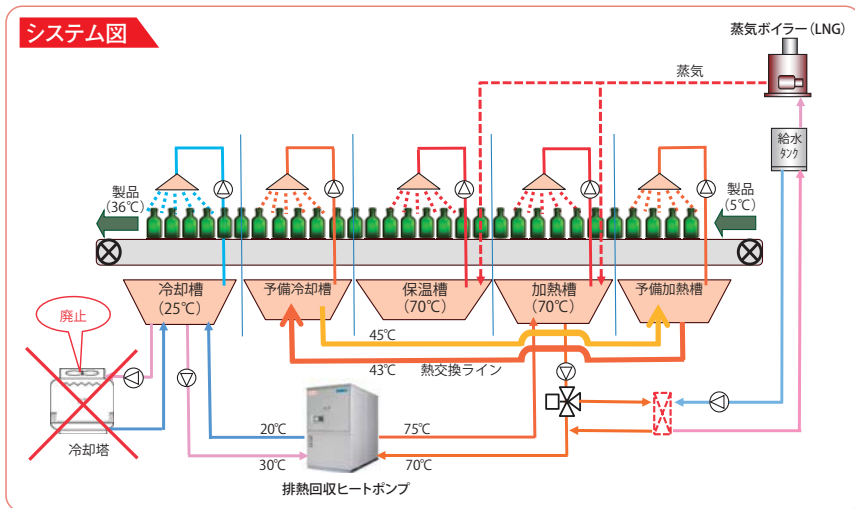 システム図
蒸気ボイラー(LNG)
蒸気
給水
タンク
製品
(36℃)
製品
(5℃)
冷却槽
(25℃)
予備冷却槽
保温槽
(70℃)
加熱槽
(70℃)
予備加熱槽
廃止
45℃
43℃
熱交換ライン
冷却塔
20℃
75℃
30℃
70℃
排熱回収ヒートポンプ